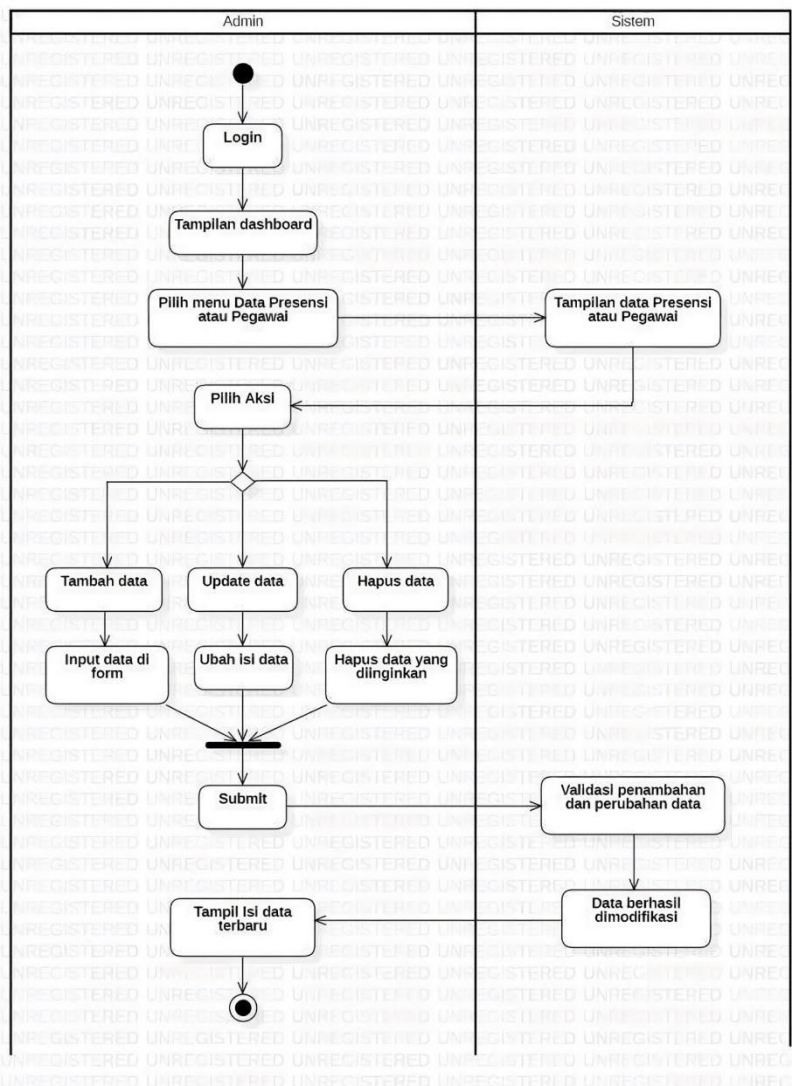 Admin
Sistem
Login
Tampilan dashboard
Pilih menu Data Presensi
atau Pegawai
Tampilan data Presensi
atau Pegawai
Pilih Aksi
Tambah data
Update data
Hapus data
Input data di
form
Ubah isi data
Hapus data yang
diinginkan
Submit
Validasi penambahan
dan perubahan data
Data berhasil
dimodifikasi
Tampil Isi data
terbaru